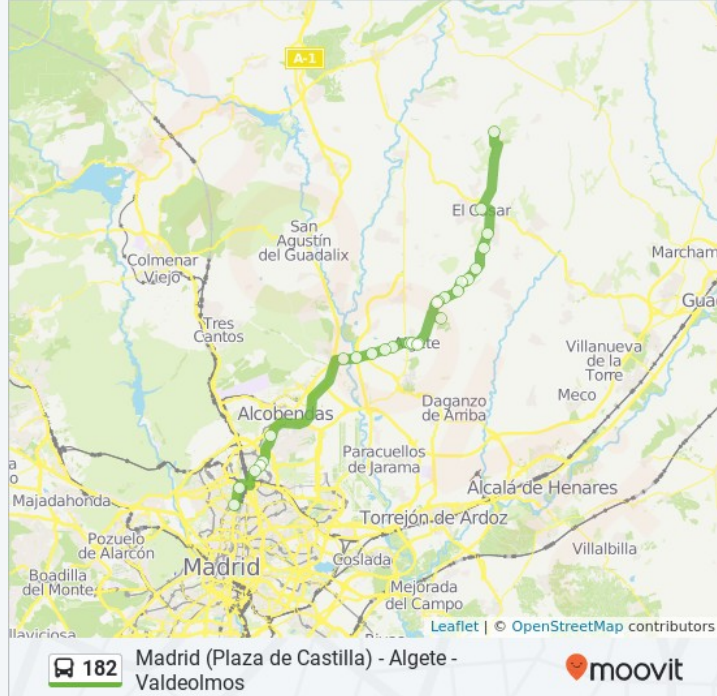 A-1
El Casar
San
Agustín
del Guadalix
Marcham
Colmenar
Viejo
Gua
Tres
Cantos
Villanueva
de la
Torre
Meco
Daganzo
de Arriba
Alcobendas
Paracuellos
de Jarama
a
o
Alcalá de Henares
Majadahonda
Torrejón de Ardoz
Pozuelo
de Alarcón
Villalbilla
Coslada
Madrid
Boadilla
del Monte
Mejorada
del Campo
llaviciosa
Leaflet | © OpenStreetMap contributors
182
Madrid (Plaza de Castilla) - Algete -
Valdeolmos
moovit